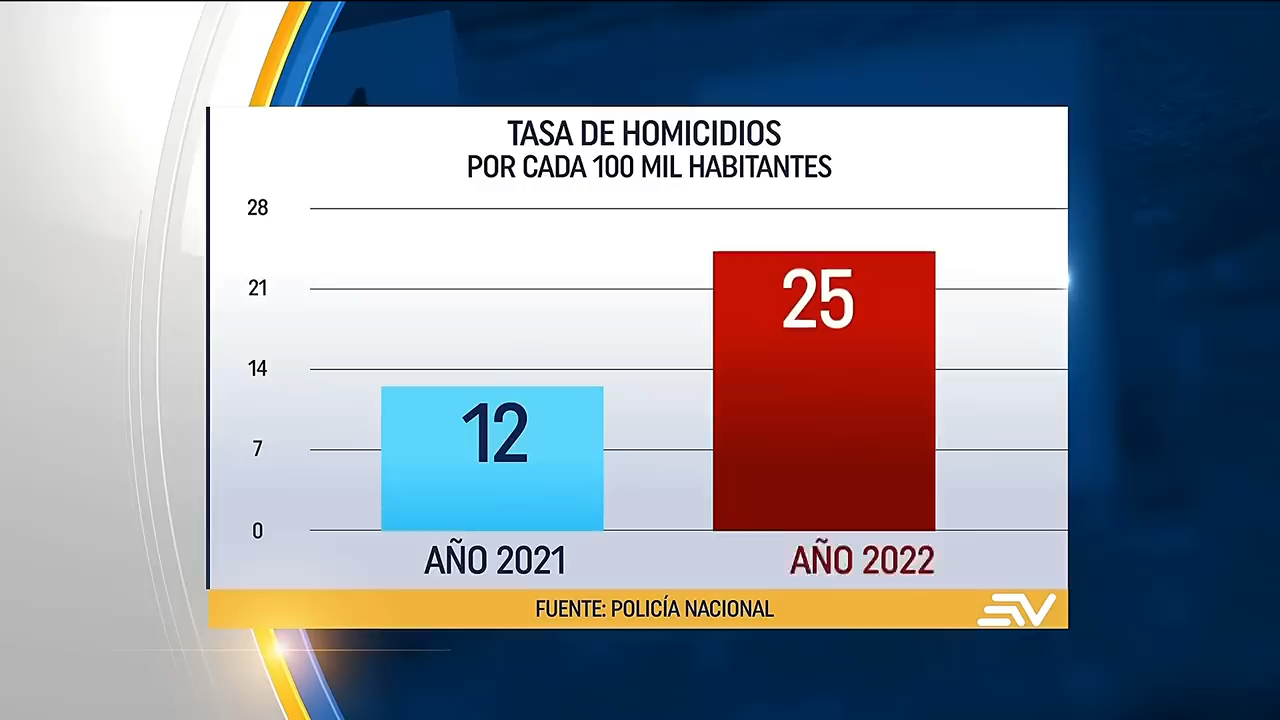 TASA DE HOMICIDIOS
POR CADA 100 MIL HABITANTES
28
21
14
7
0
12
25
AÑO 2021
AÑO 2022
FUENTE: POLICÍA NACIONAL
EV